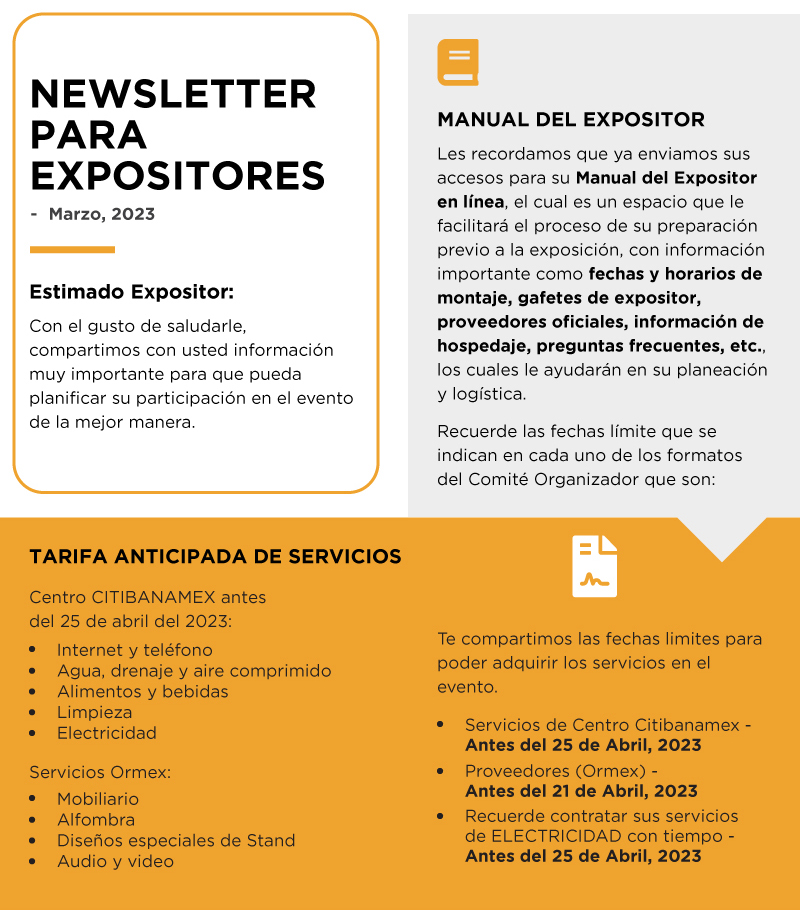 NEWSLETTER
PARA
EXPOSITORES
- Marzo, 2023
Estimado Expositor:
Con el gusto de saludarle,
compartimos con usted información
muy importante para que pueda
planificar su participación en el evento
de la mejor manera.
MANUAL DEL EXPOSITOR
Les recordamos que ya enviamos sus
accesos para su Manual del Expositor
en línea, el cual es un espacio que le
facilitará el proceso de su preparación
previo a la exposición, con información
importante como fechas y horarios de
montaje, gafetes de expositor,
proveedores oficiales, información de
hospedaje, preguntas frecuentes, etc.,
los cuales le ayudarán en su planeación
y logística.
Recuerde las fechas límite que se
indican en cada uno de los formatos
del Comité Organizador que son:
TARIFA ANTICIPADA DE SERVICIOS
Centro CITIBANAMEX antes
del 25 de abril del 2023:
• Internet y teléfono
• Agua, drenaje y aire comprimido
• Alimentos y bebidas
• Limpieza
• Electricidad
Servicios Ormex:
• Mobiliario
• Alfombra
• Diseños especiales de Stand
• Audio y video
Te compartimos las fechas limites para
poder adquirir los servicios en el
evento.
• Servicios de Centro Citibanamex -
Antes del 25 de Abril, 2023
• Proveedores (Ormex) -
Antes del 21 de Abril, 2023
• Recuerde contratar sus servicios
de ELECTRICIDAD con tiempo -
Antes del 25 de Abril, 2023